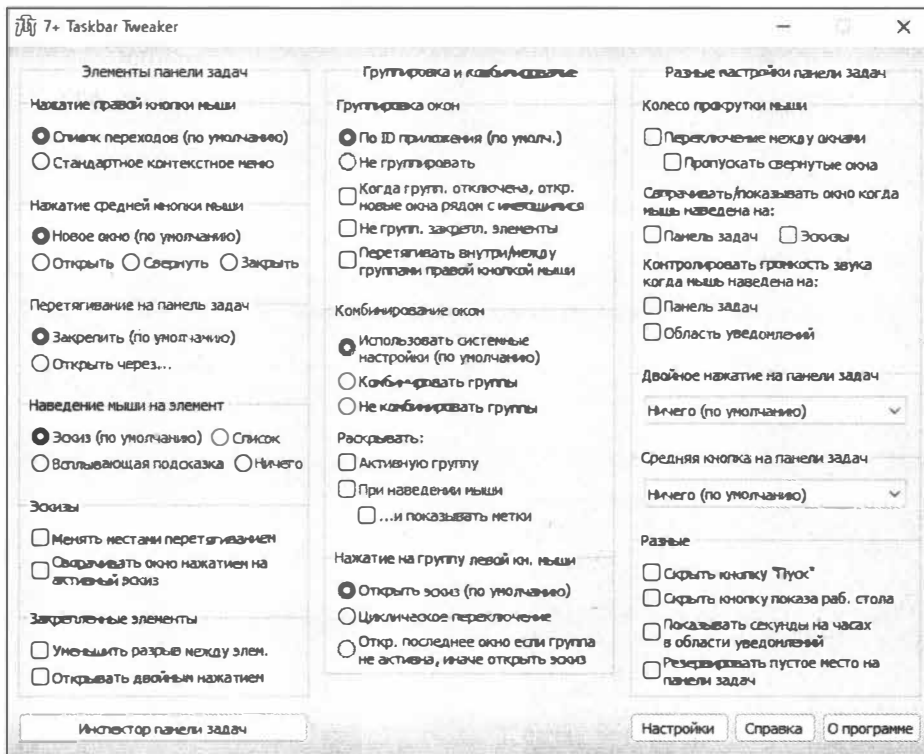 7+ Taskbar Tweaker
Элементы панели задач
Нажатие правой кнопки мыши
Список переходов (по умолчанию)
Стандартное контекстное меню
Нажатие средней кнопки мыши
Новое окно (по умолчанию)
Открыть Свернуть Закрыть
Перетягивание на панель задач
Закрепить (по умолчанию)
Открыть через...
Наведение мыши на элемент
Эскиз (по умолчанию) Список
Всплывающая подсказка Ничего
Эскизы
Менять местами перетягиванием
Сворачивать окно нажатием на
активный эскиз
Закрепленные элементы
Уменьшить разрыв между элем.
Открывать двойным нажатием
Инспектор панели задач
Группировка и комбинирование
Группировка окон
По ID приложения (по умолч.)
Не группировать
Когда групп. отключена, откр.
новые окна рядом с имеющимися
Не групп. закрепл. элементы
Перетягивать внутри/между
группами правой кнопкой мыши
Комбинирование окон
Использовать системные
настройки (по умолчанию)
Комбинировать группы
Не комбинировать группы
Раскрывать:
Активную группу
При наведении мыши
...и показывать метки
Нажатие на группу левой кн. мыши
Открыть эскиз (по умолчанию)
Циклическое переключение
Откр. последнее окно если группа
не активна, иначе открыть эскиз
Разные настройки панели задач
Колесо прокрутки мыши
Переключение между окнами
Пропускать свернутые окна
Сворачивать/показывать окно когда
мышь наведена на:
Панель задач Эскизы
Контролировать громкость звука
когда мышь наведена на:
Панель задач
Область уведомлений
Двойное нажатие на панели задач
Ничего (по умолчанию)
Средняя кнопка на панели задач
Ничего (по умолчанию)
Разные
Скрыть кнопку "Пуск"
Скрыть кнопку показа раб. стола
Показывать секунды на часах
в области уведомлений
Резервировать пустое место на
панели задач
Настройки Справка О программе